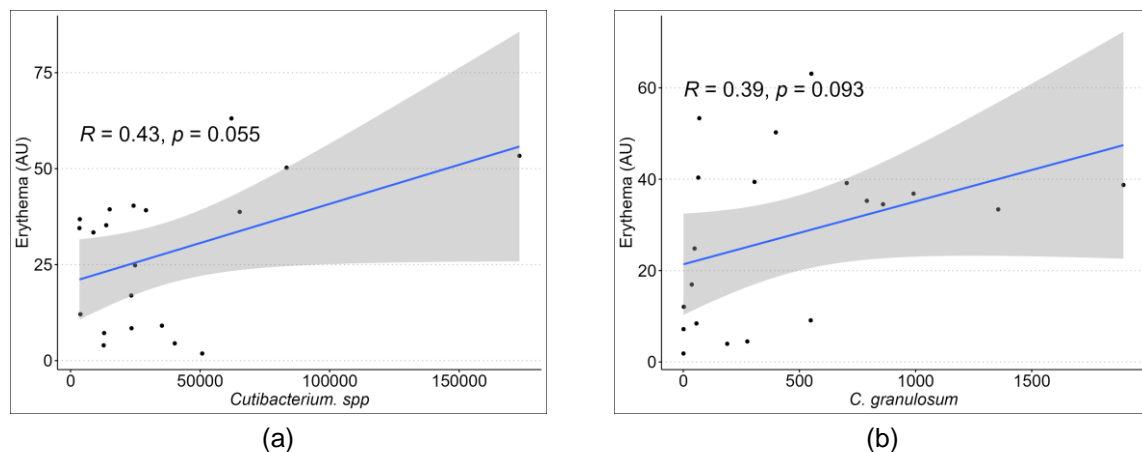 R = 0.43, p = 0.055
Erythema (AU)
75
50
25
0
0
50000
100000
150000
Cutibacterium. spp
(a)
R = 0.39, p = 0.093
Erythema (AU)
60
40
20
0
0
500
1000
1500
C. granulosum
(b)